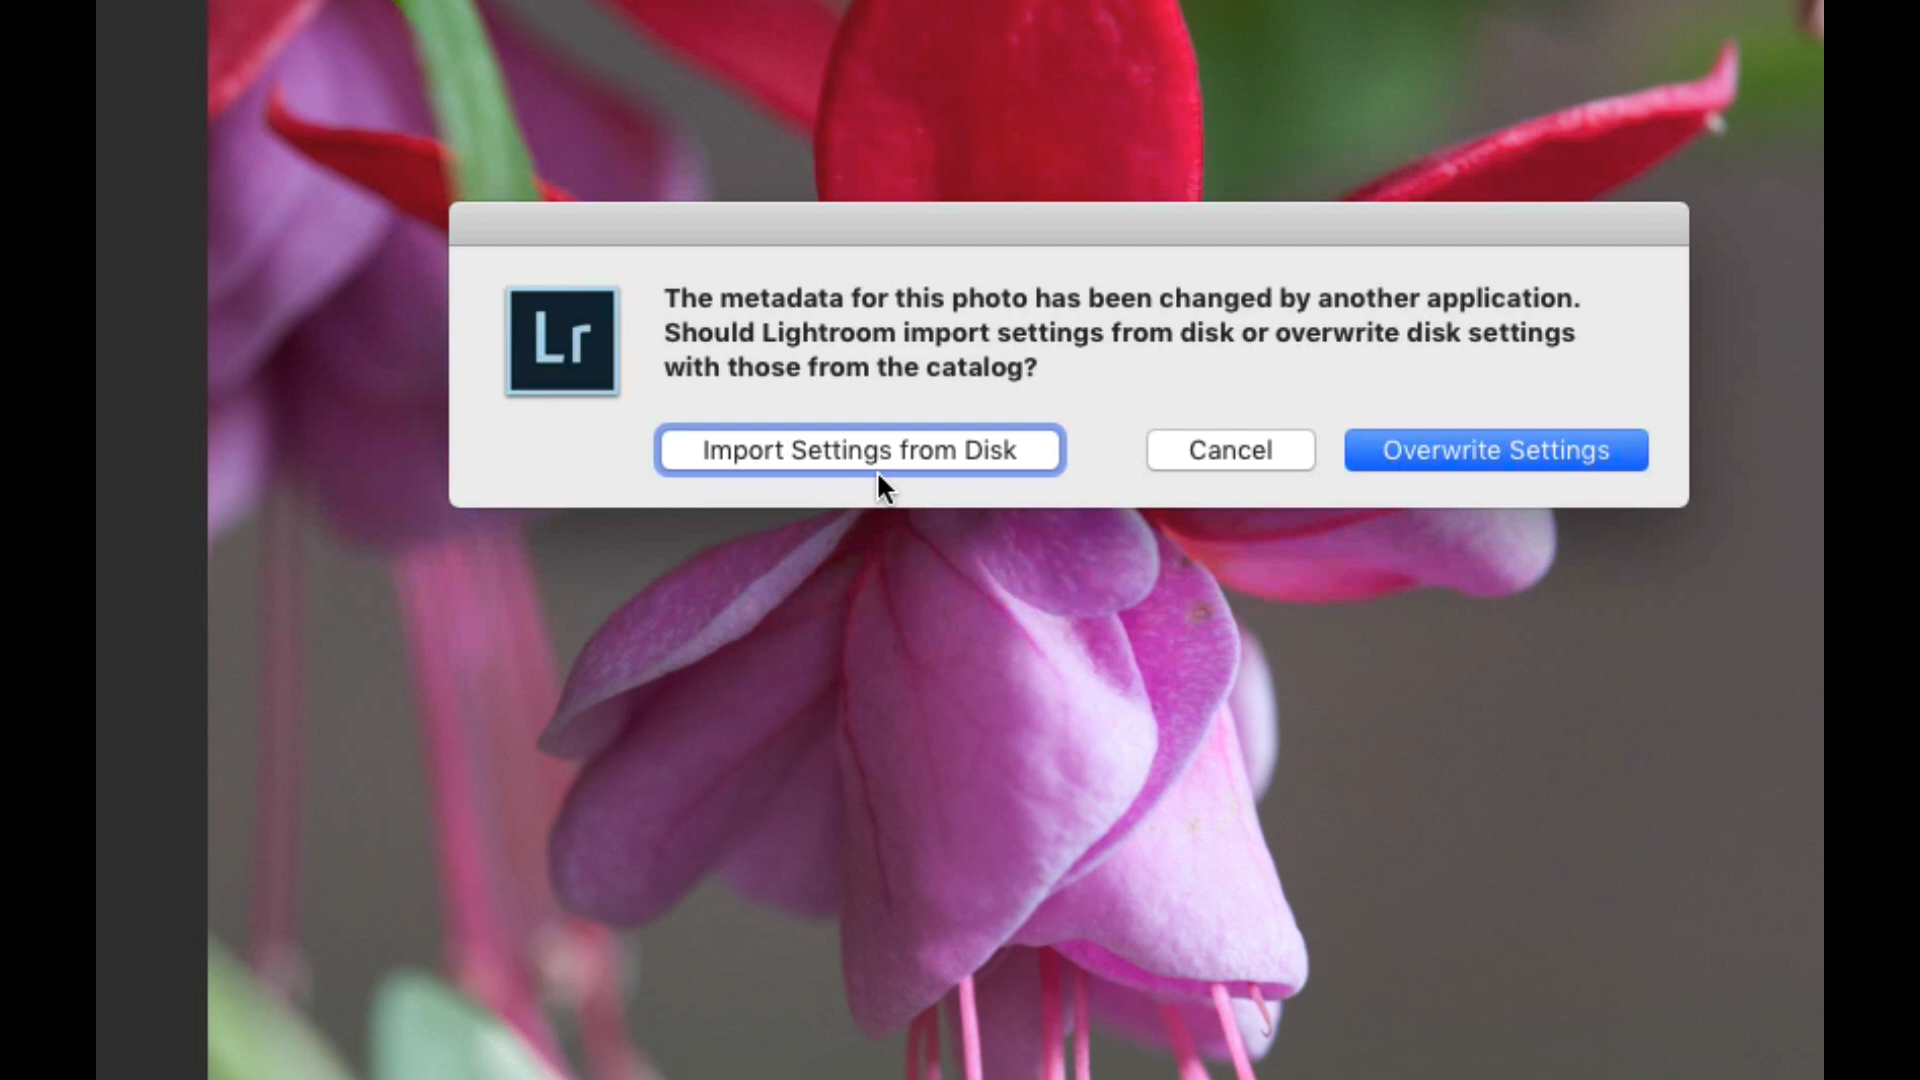 Lr
The metadata for this photo has been changed by another application.
Should Lightroom import settings from disk or overwrite disk settings
with those from the catalog?
Import Settings from Disk
Cancel
Overwrite Settings